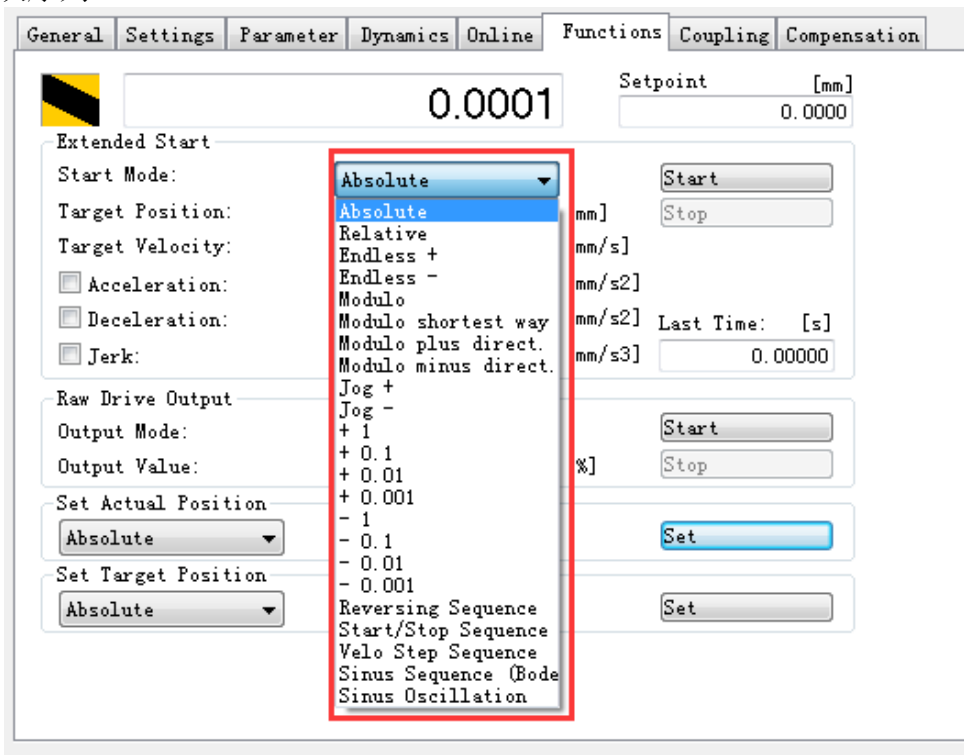 General Settings Parameter Dynamics Online Functions Coupling Compensation
Setpoint [mm]
0.0001
0.0000
Extended Start
Start Mode: Absolute Start
Target Position: mm] Stop
Target Velocity: mm/s]
Acceleration: mm/s2]
Deceleration: mm/s2] Last Time: [s]
Jerk: mm/s3] 0.00000
Raw Drive Output
Output Mode: Start
Output Value: %] Stop
Set Actual Position
Absolute Set
Set Target Position
Absolute Set
Absolute
Relative
Endless +
Endless -
Modulo
Modulo shortest way
Modulo plus direct.
Modulo minus direct.
Jog +
Jog -
+ 1
+ 0.1
+ 0.01
+ 0.001
- 1
- 0.1
- 0.01
- 0.001
Reversing Sequence
Start/Stop Sequence
Velo Step Sequence
Sinus Sequence (Bode
Sinus Oscillation